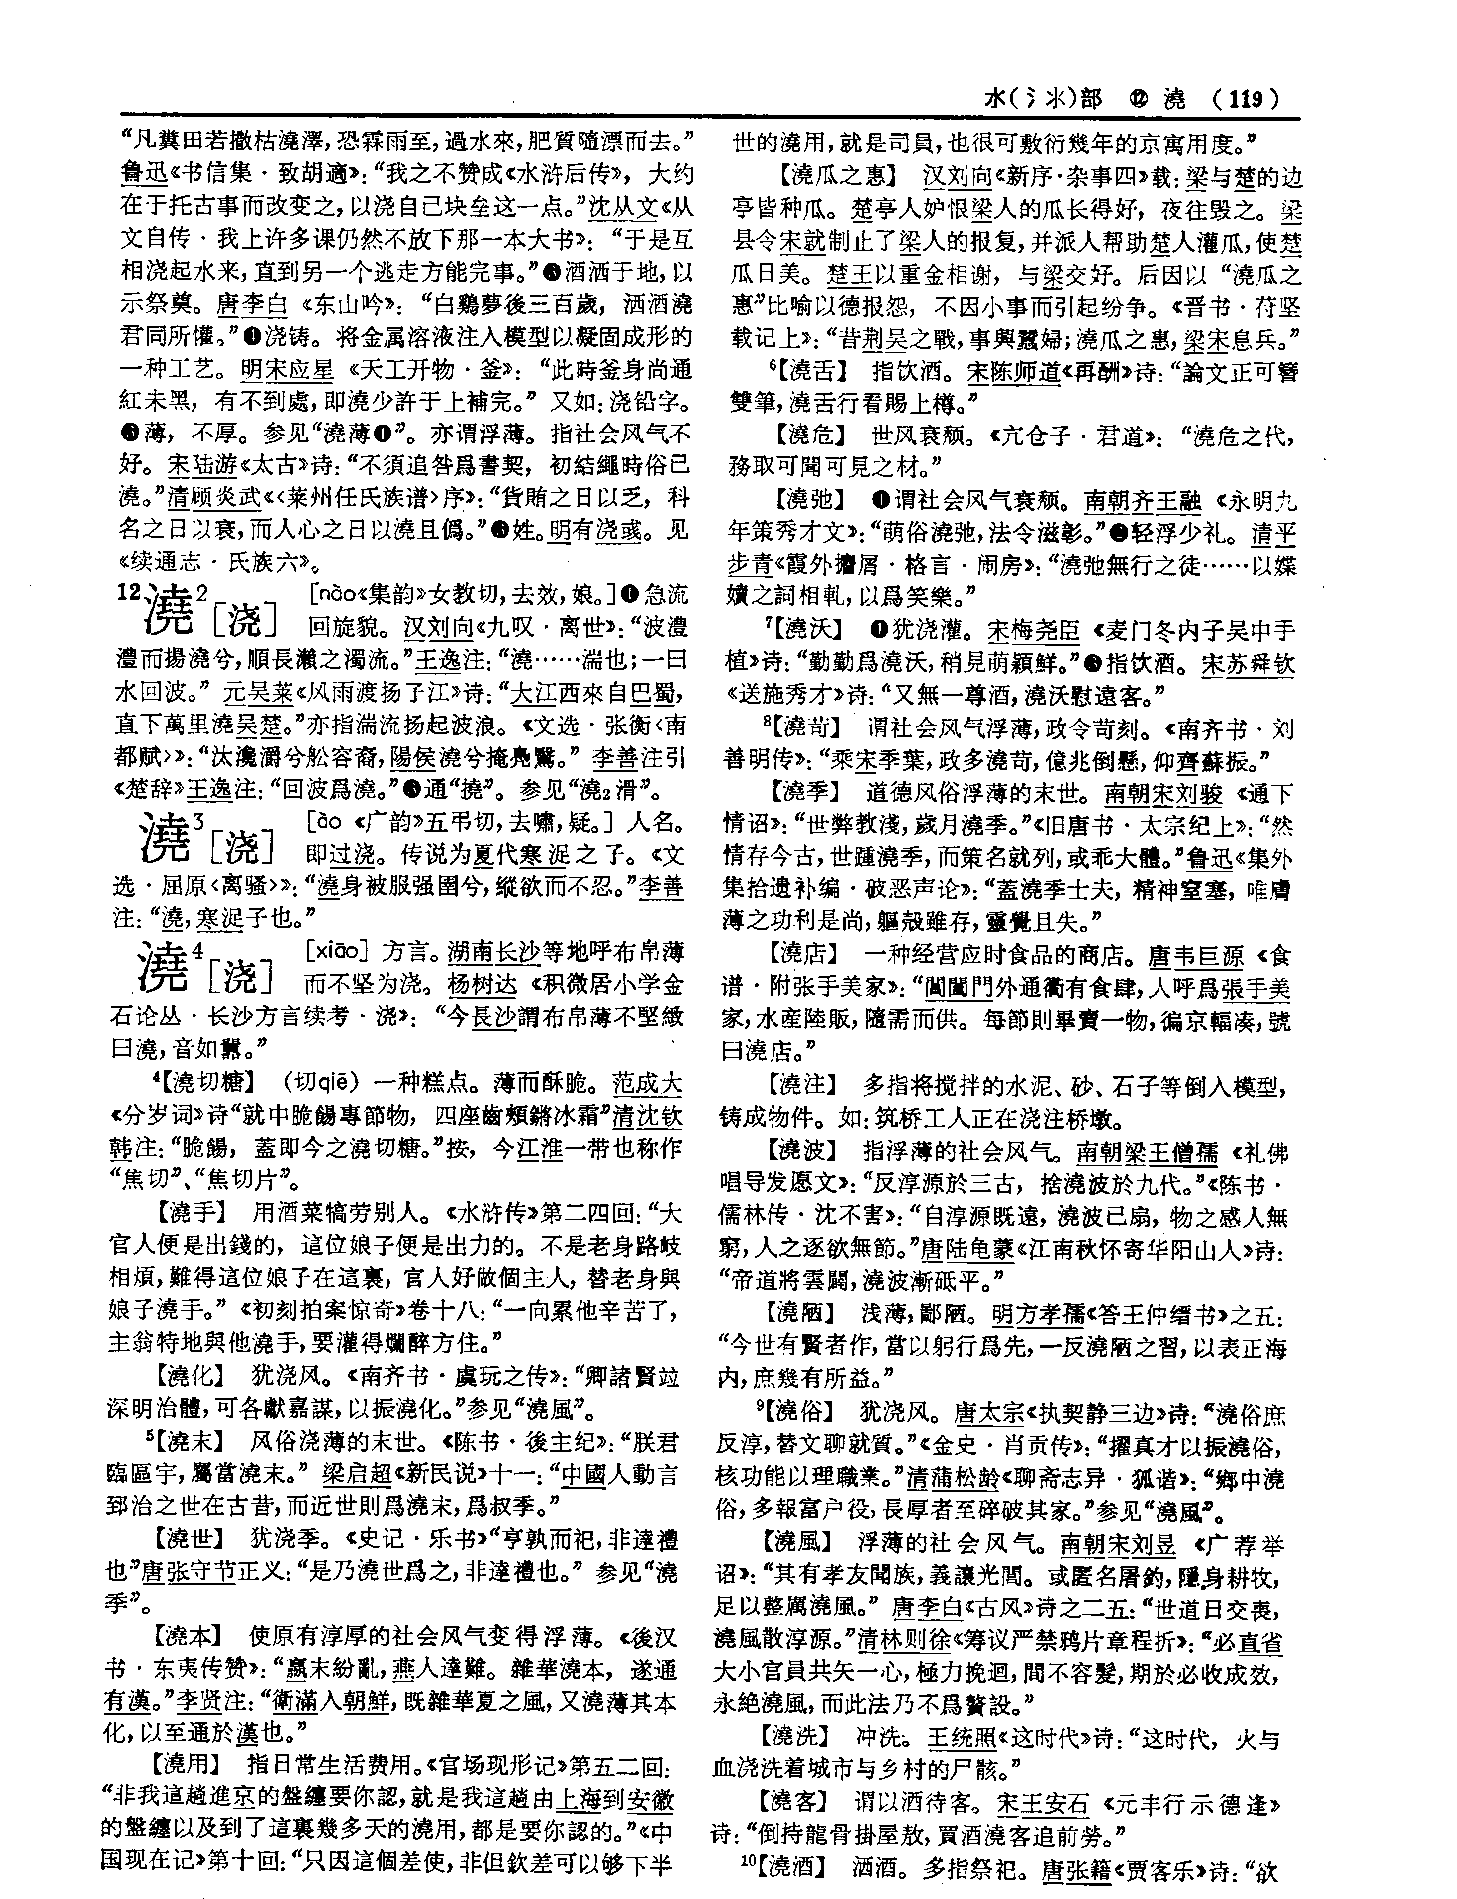 水(氵氺)部 ⑫ 澆 (119)
“凡糞田若撒枯澆澤，恐霖雨至，過水來，肥質隨漂而去。”
鲁迅《书信集·致胡適》：“我之不赞成《水浒后传》，大约
在于托古事而改变之，以浇自己块垒这一点。”沈从文《从
文自传·我上许多课仍然不放下那一本大书》：“于是互
相浇起水来，直到另一个逃走方能完事。”❸洒酒于地，以
示祭奠。唐李白《东山吟》：“白鷄夢後三百歲，洒酒澆
君同所懽。”❹浇铸。将金属溶液注入模型以凝固成形的
一种工艺。明宋应星《天工开物·釜》：“此時釜身尚通
紅未黑，有不到處，即澆少許于上補完。”又如：浇铅字。
❺薄，不厚。参见“澆薄❶”。亦谓浮薄。指社会风气不
好。宋陆游《太古》诗：“不須追咎爲書契，初結繩時俗已
澆。”清顾炎武《〈莱州任氏族谱〉序》：“貨賄之日以乏，科
名之日以衰，而人心之日以澆且僞。”❻姓。明有浇彧。见
《续通志·氏族六》。
12澆2［浇］ [nào《集韵》女教切，去效，娘。]❶急流
回旋貌。汉刘向《九叹·离世》：“波澧
澧而揚澆兮，順長瀨之濁流。”王逸注：“澆……湍也；一曰
水回波。”元吴莱《风雨渡扬子江》诗：“大江西來自巴蜀，
直下萬里澆吴楚。”亦指湍流扬起波浪。《文选·张衡〈南
都赋〉》：“汰瀺灂兮舩容裔，陽侯澆兮掩鳧鷖。”李善注引
《楚辞》王逸注：“回波爲澆。”❷通“撓”。参见“澆2滑”。
澆3［浇］ [ào《广韵》五弔切，去嘯，疑。]人名。
即过浇。传说为夏代寒浞之子。《文
选·屈原〈离骚〉》：“澆身被服强圉兮，縱欲而不忍。”李善
注：“澆，寒浞子也。”
澆4［浇］ [xiāo]方言。湖南长沙等地呼布帛薄
而不坚为浇。杨树达《积微居小学金
石论丛·长沙方言续考·浇》：“今長沙謂布帛薄不堅緻
曰澆，音如囂。”
4【澆切糖】（切qiē）一种糕点。薄而酥脆。范成大
《分岁词》诗“就中脆餳專節物，四座齒頰鏘冰霜”清沈钦
韩注：“脆餳，蓋即今之澆切糖。”按，今江淮一带也称作
“焦切”、“焦切片”。
【澆手】 用酒菜犒劳别人。《水浒传》第二四回：“大
官人便是出錢的，這位娘子便是出力的。不是老身路岐
相煩，難得這位娘子在這裏，官人好做個主人，替老身與
娘子澆手。”《初刻拍案惊奇》卷十八：“一向累他辛苦了，
主翁特地與他澆手，要灌得爛醉方住。”
【澆化】 犹浇风。《南齐书·虞玩之传》：“卿諸賢竝
深明治體，可各獻嘉謀，以振澆化。”参见“澆風”。
5【澆末】 风俗浇薄的末世。《陈书·後主纪》：“朕君
臨區宇，屬當澆末。”梁启超《新民说》十一：“中國人動言
郅治之世在古昔，而近世則爲澆末，爲叔季。”
【澆世】 犹浇季。《史记·乐书》“亨孰而祀，非達禮
也”唐张守节正义：“是乃澆世爲之，非達禮也。”参见“澆
季”。
【澆本】 使原有淳厚的社会风气变得浮薄。《後汉
书·东夷传赞》：“嬴末紛亂，燕人違難。雜華澆本，遂通
有漢。”李贤注：“衛滿入朝鮮，既雜華夏之風，又澆薄其本
化，以至通於漢也。”
【澆用】 指日常生活费用。《官场现形记》第五二回：
“非我這趟進京的盤纏要你認，就是我這趟由上海到安徽
的盤纏以及到了這裏幾多天的澆用，都是要你認的。”《中
国现在记》第十回：“只因這個差使，非但欽差可以够下半
世的澆用，就是司員，也很可敷衍幾年的京寓用度。”
【澆瓜之惠】 汉刘向《新序·杂事四》载：梁与楚的边
亭皆种瓜。楚亭人妒恨梁人的瓜长得好，夜往毁之。梁
县令宋就制止了梁人的报复，并派人帮助楚人灌瓜，使楚
瓜日美。楚王以重金相谢，与梁交好。后因以“澆瓜之
惠”比喻以德报怨，不因小事而引起纷争。《晋书·苻坚
载记上》：“昔荆吴之戰，事興蠶婦；澆瓜之惠，梁宋息兵。”
6【澆舌】 指饮酒。宋陈师道《再酬》诗：“論文正可簪
雙筆，澆舌行看賜上樽。”
【澆危】 世风衰颓。《亢仓子·君道》：“澆危之代，
務取可聞可見之材。”
【澆弛】 ❶谓社会风气衰颓。南朝齐王融《永明九
年策秀才文》：“萌俗澆弛，法令滋彰。”❷轻浮少礼。清平
步青《霞外攟屑·格言·闹房》：“澆弛無行之徒……以媟
嬻之詞相軋，以爲笑樂。”
7【澆沃】 ❶犹浇灌。宋梅尧臣《麦门冬内子吴中手
植》诗：“勤勤爲澆沃，稍見萌穎鮮。”❷指饮酒。宋苏舜钦
《送施秀才》诗：“又無一尊酒，澆沃慰遠客。”
8【澆苛】 谓社会风气浮薄，政令苛刻。《南齐书·刘
善明传》：“乘宋季葉，政多澆苛，億兆倒懸，仰齊蘇振。”
【澆季】 道德风俗浮薄的末世。南朝宋刘骏《通下
情诏》：“世弊教淺，歲月澆季。”《旧唐书·太宗纪上》：“然
情存今古，世踵澆季，而策名就列，或乖大體。”鲁迅《集外
集拾遗补编·破恶声论》：“蓋澆季士夫，精神窒塞，唯膚
薄之功利是尚，軀殼雖存，靈覺且失。”
【澆店】 一种经营应时食品的商店。唐韦巨源《食
谱·附张手美家》：“閶闔門外通衢有食肆，人呼爲張手美
家，水産陸販，隨需而供。每節則畢賣一物，徧京輻凑，號
曰澆店。”
【澆注】 多指将搅拌的水泥、砂、石子等倒入模型，
铸成物件。如：筑桥工人正在浇注桥墩。
【澆波】 指浮薄的社会风气。南朝梁王僧孺《礼佛
唱导发愿文》：“反淳源於三古，捨澆波於九代。”《陈书·
儒林传·沈不害》：“自淳源既遠，澆波已扇，物之感人無
窮，人之逐欲無節。”唐陆龟蒙《江南秋怀寄华阳山人》诗：
“帝道將雲闢，澆波漸砥平。”
【澆陋】 浅薄，鄙陋。明方孝孺《答王仲缙书》之五：
“今世有賢者作，當以躬行爲先，一反澆陋之習，以表正海
内，庶幾有所益。”
9【澆俗】 犹浇风。唐太宗《执契静三边》诗：“澆俗庶
反淳，替文聊就質。”《金史·肖贡传》：“擢真才以振澆俗，
核功能以理職業。”清蒲松龄《聊斋志异·狐谐》：“鄉中澆
俗，多報富户役，長厚者至碎破其家。”参见“澆風”。
【澆風】 浮薄的社会风气。南朝宋刘昱《广荐举
诏》：“其有孝友聞族，義讓光閭。或匿名屠釣，隱身耕牧，
足以整厲澆風。”唐李白《古风》诗之二五：“世道日交喪，
澆風散淳源。”清林则徐《筹议严禁鸦片章程折》：“必直省
大小官員共矢一心，極力挽迴，間不容髮，期於必收成效，
永絶澆風，而此法乃不爲贅設。”
【澆洗】 冲洗。王统照《这时代》诗：“这时代，火与
血浇洗着城市与乡村的尸骸。”
【澆客】 谓以酒待客。宋王安石《元丰行示德逢》
诗：“倒持龍骨掛屋敖，買酒澆客追前勞。”
10【澆酒】 洒酒。多指祭祀。唐张籍《贾客乐》诗：“欲